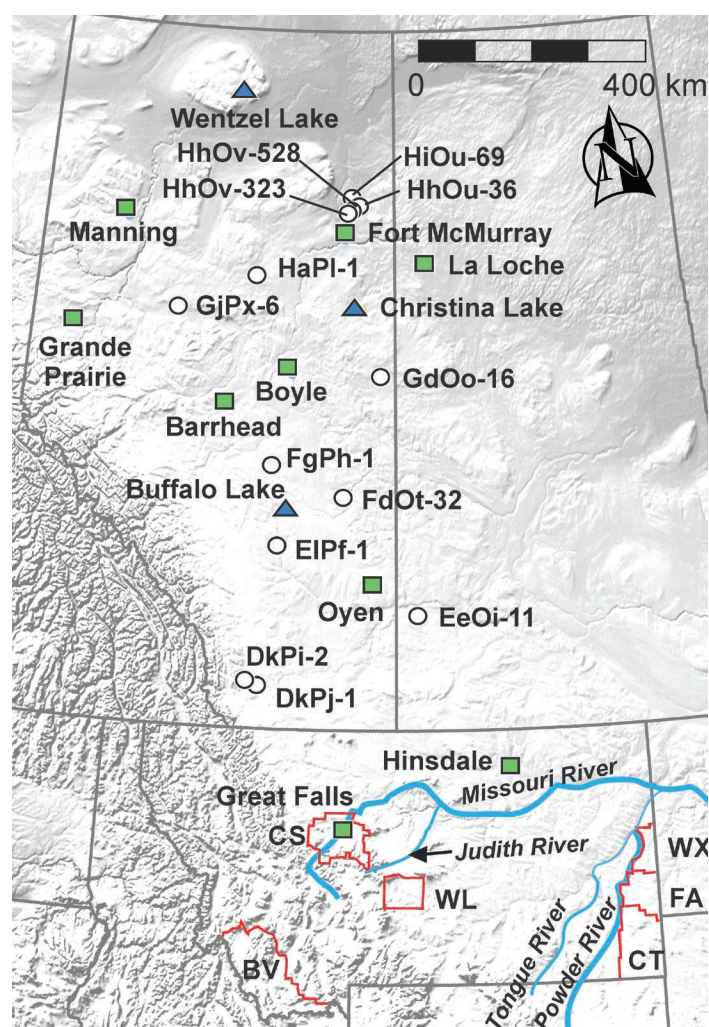 0
400 km
Wentzel Lake
HhOv-528
HiOu-69
HhOv-323
HhOu-36
N
Manning
Fort McMurray
HaPl-1
La Loche
GjPx-6
Christina Lake
Grande
Prairie
Boyle
GdOo-16
Barrhead
FgPh-1
Buffalo Lake
FdOt-32
ElPf-1
Oyen
EeOi-11
DkPi-2
DkPj-1
Hinsdale
Missouri River
Great Falls
CS
Judith River
WX
WL
FA
BV
CT
Tongue River
Powder River